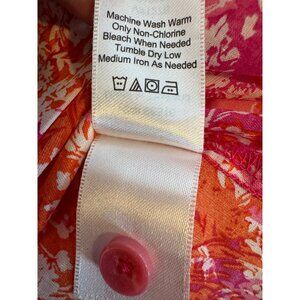 Machine Wash Warm
Only Non-Chlorine
Bleach When Needed
Tumble Dry Low
Medium Iron As Needed